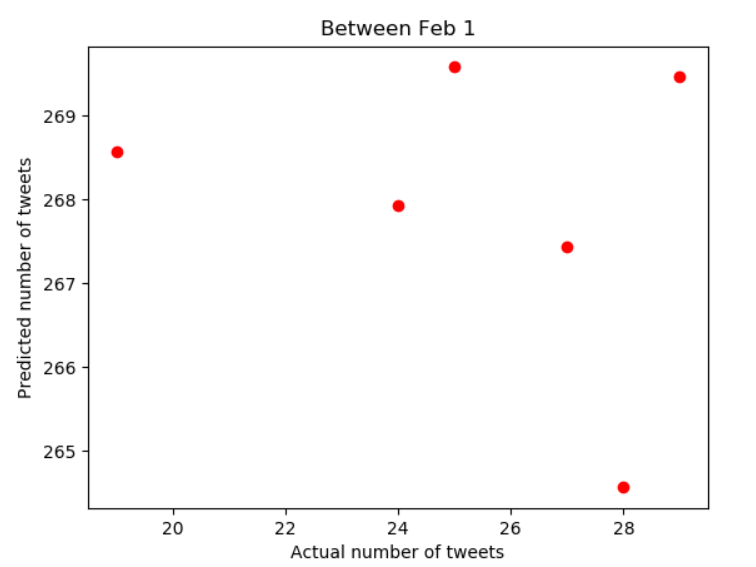 Between Feb 1
Predicted number of tweets
269
268
267
266
265
20 22 24 26 28
Actual number of tweets